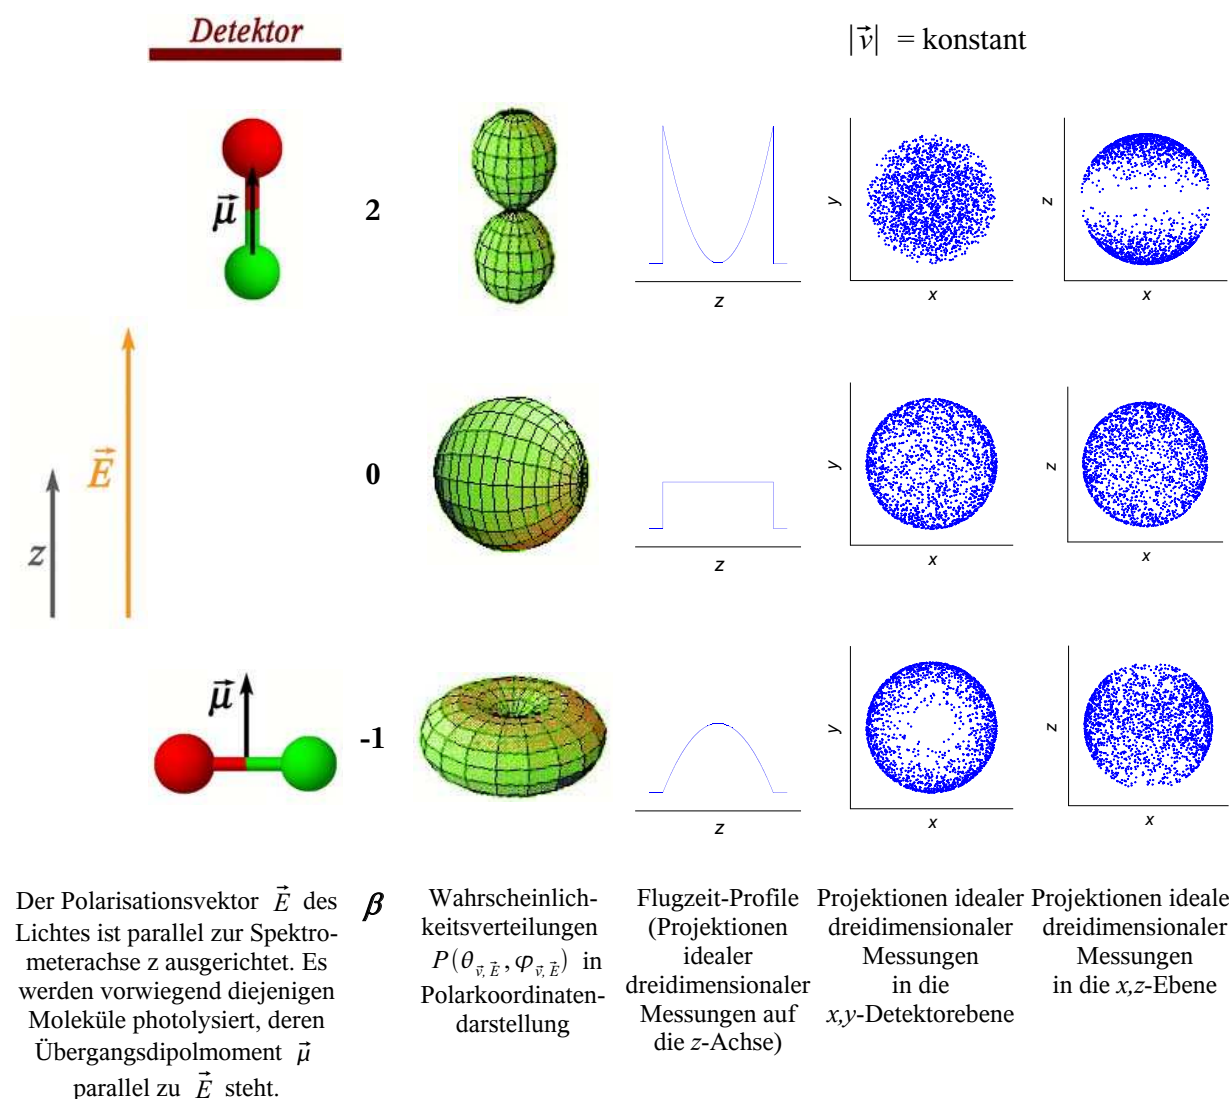 Detektor
|v⃗| = konstant
μ⃗
2
z
y
x
z
x
E⃗
z
0
z
y
x
z
x
μ⃗
-1
z
y
x
z
x
Der Polarisationsvektor E⃗ des
Lichtes ist parallel zur Spektro-
meterachse z ausgerichtet. Es
werden vorwiegend diejenigen
Moleküle photolysiert, deren
Übergangsdipolmoment μ⃗
parallel zu E⃗ steht.
β
Wahrscheinlich-
keitsverteilungen
P(θ_{v⃗,E⃗}, φ_{v⃗,E⃗}) in
Polarkoordinaten-
darstellung
Flugzeit-Profile
(Projektionen
idealer
dreidimensionaler
Messungen auf
die z-Achse)
Projektionen idealer
dreidimensionaler
Messungen
in die
x,y-Detektorebene
Projektionen ideale
dreidimensionaler
Messungen
in die x,z-Ebene